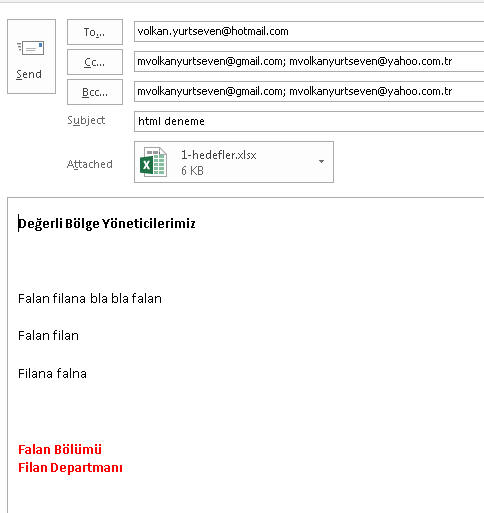 To...
volkan.yurtseven@hotmail.com
Send
Cc...
mvolkanyurtseven@gmail.com; mvolkanyurtseven@yahoo.com.tr
Bcc...
mvolkanyurtseven@gmail.com; mvolkanyurtseven@yahoo.com.tr
Subject
html deneme
Attached
1-hedefler.xlsx
6 KB
Değerli Bölge Yöneticilerimiz
Falan filana bla bla falan
Falan filan
Filana falna
Falan Bölümü
Filan Departmanı